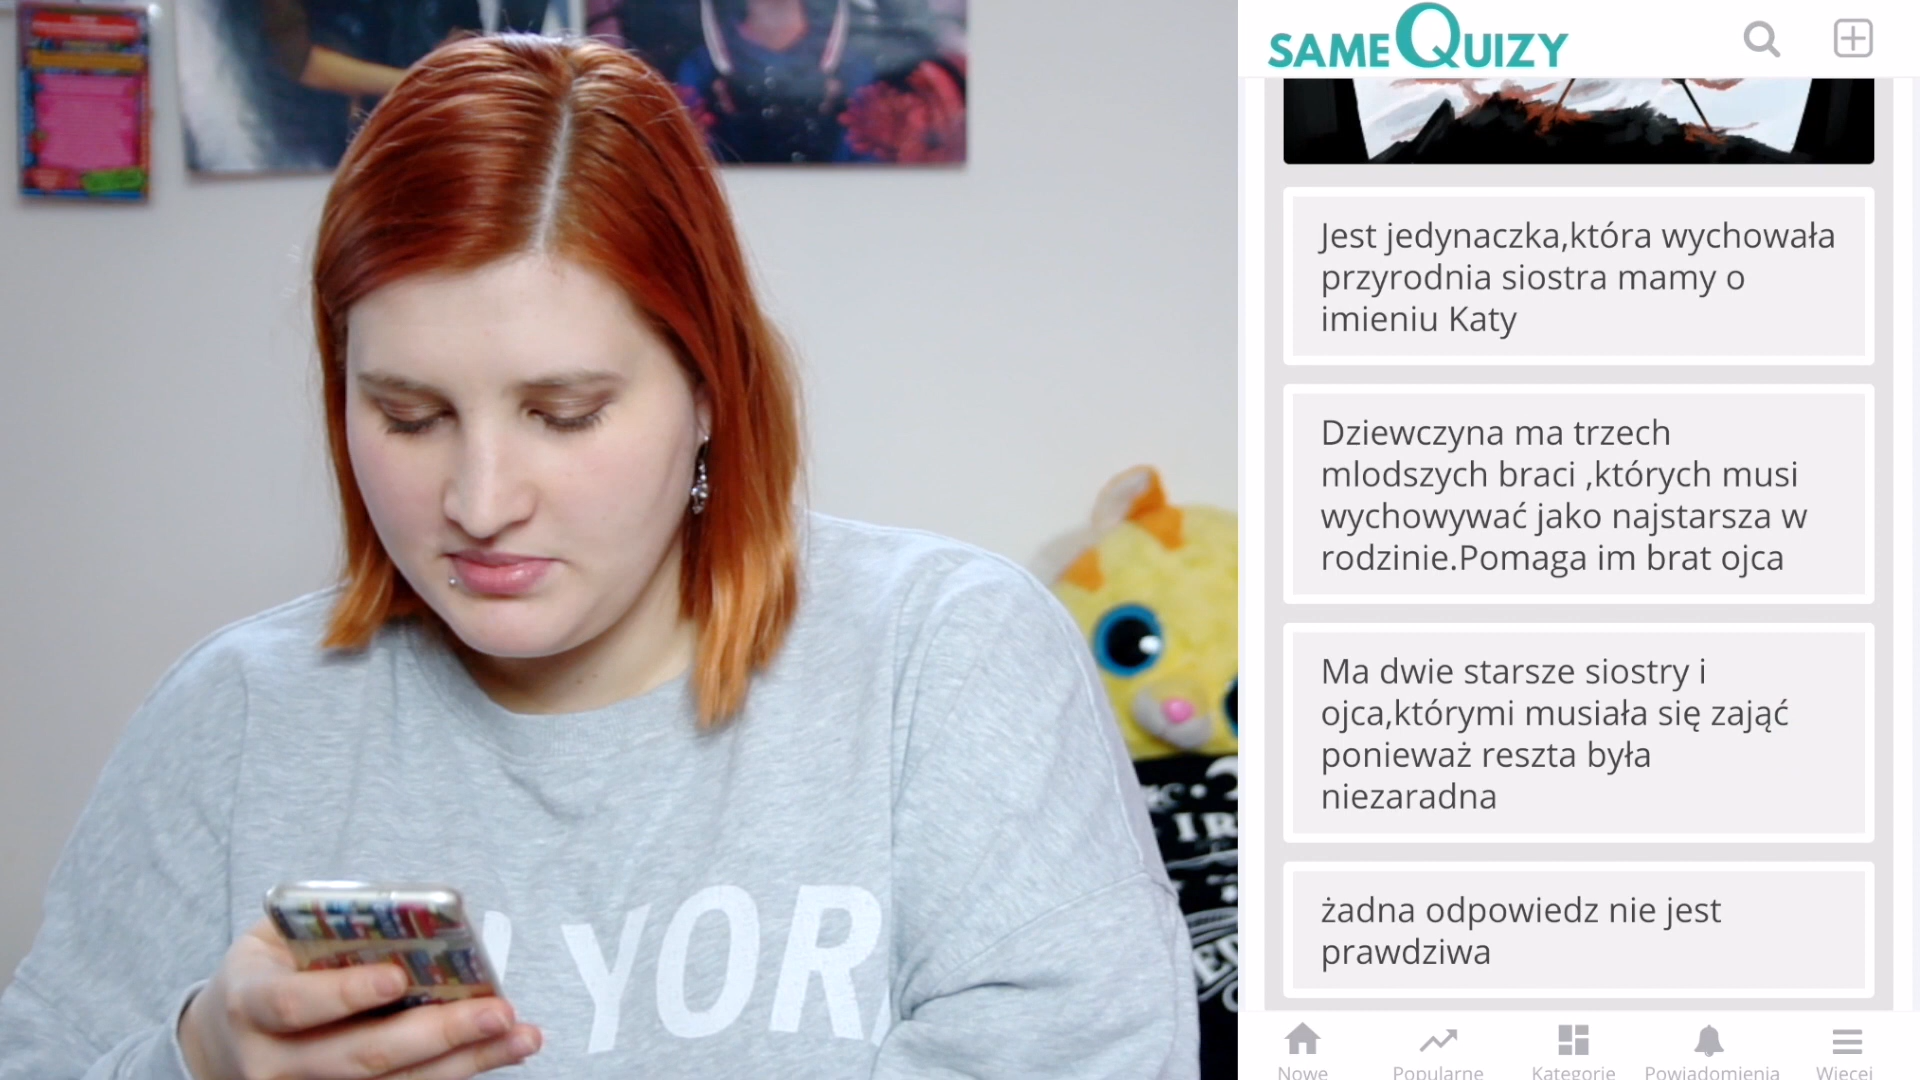 SAMEQUIZY
Jest jedynaczka,która wychowała
przyrodnia siostra mamy o
imieniu Katy
Dziewczyna ma trzech
mlodszych braci ,których musi
wychowywać jako najstarsza w
rodzinie.Pomaga im brat ojca
Ma dwie starsze siostry i
ojca,którymi musiała się zająć
ponieważ reszta była
niezaradna
żadna odpowiedz nie jest
prawdziwa
Nowe
Popularne
Kategorie
Powiadomienia
Więcej
YOR